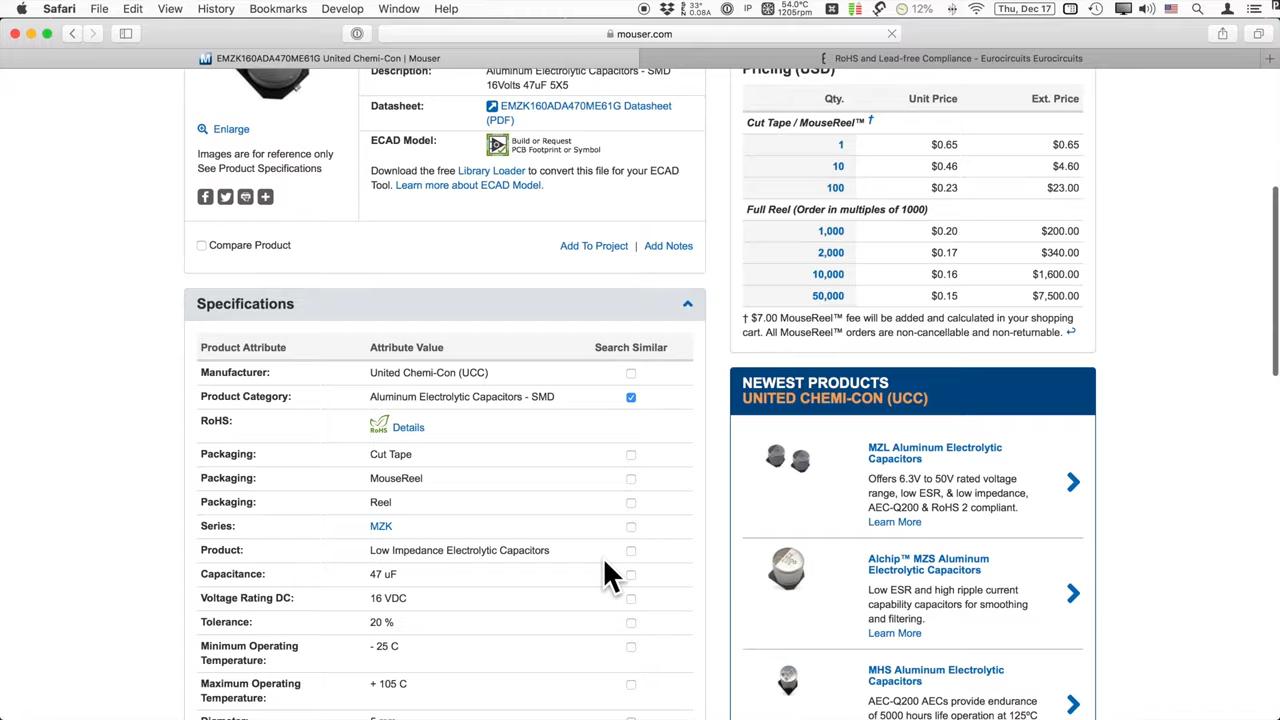 Safari File Edit View History Bookmarks Develop Window Help 33° 0.08A IP 54.0°C 1205rpm 12% Thu, Dec 17
mouser.com
EMZK160ADA470ME61G United Chemi-Con | Mouser
RoHS and Lead-free Compliance - Eurocircuits Eurocircuits
Description:
Aluminum Electrolytic Capacitors - SMD
16Volts 47uF 5X5
Datasheet:
EMZK160ADA470ME61G Datasheet
(PDF)
Enlarge
ECAD Model:
Build or Request
PCB Footprint or Symbol
Images are for reference only
See Product Specifications
Download the free Library Loader to convert this file for your ECAD
Tool. Learn more about ECAD Model.
Compare Product
Add To Project | Add Notes
Specifications
Product Attribute Attribute Value Search Similar
Manufacturer: United Chemi-Con (UCC)
Product Category: Aluminum Electrolytic Capacitors - SMD
RoHS: RoHS Details
Packaging: Cut Tape
Packaging: MouseReel
Packaging: Reel
Series: MZK
Product: Low Impedance Electrolytic Capacitors
Capacitance: 47 uF
Voltage Rating DC: 16 VDC
Tolerance: 20 %
Minimum Operating
Temperature:
- 25 C
Maximum Operating
Temperature:
+ 105 C
5 mm
Pricing (USD)
Qty. Unit Price Ext. Price
Cut Tape / MouseReel™ †
1 $0.65 $0.65
10 $0.46 $4.60
100 $0.23 $23.00
Full Reel (Order in multiples of 1000)
1,000 $0.20 $200.00
2,000 $0.17 $340.00
10,000 $0.16 $1,600.00
50,000 $0.15 $7,500.00
† $7.00 MouseReel™ fee will be added and calculated in your shopping
cart. All MouseReel™ orders are non-cancellable and non-returnable.
NEWEST PRODUCTS
UNITED CHEMI-CON (UCC)
MZL Aluminum Electrolytic
Capacitors
Offers 6.3V to 50V rated voltage
range, low ESR, & low impedance,
AEC-Q200 & RoHS 2 compliant.
Learn More
Alchip™ MZS Aluminum
Electrolytic Capacitors
Low ESR and high ripple current
capability capacitors for smoothing
and filtering.
Learn More
MHS Aluminum Electrolytic
Capacitors
AEC-Q200 AECs provide endurance
of 5000 hours life operation at 125ºC